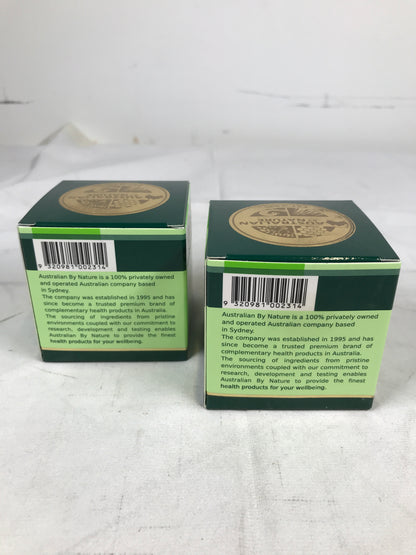 AUSTRALIAN
BY NATURE
9 320981 002314
Australian By Nature is a 100% privately owned
and operated Australian company based
in Sydney.
The company was established in 1995 and has
since become a trusted premium brand of
complementary health products in Australia.
The sourcing of ingredients from pristine
environments coupled with our commitment to
research, development and testing enables
Australian By Nature to provide the finest
health products for your wellbeing.
AUSTRALIAN
BY NATURE
9 320981 002314
Australian By Nature is a 100% privately owned
and operated Australian company based
in Sydney.
The company was established in 1995 and has
since become a trusted premium brand of
complementary health products in Australia.
The sourcing of ingredients from pristine
environments coupled with our commitment to
research, development and testing enables
Australian By Nature to provide the finest
health products for your wellbeing.